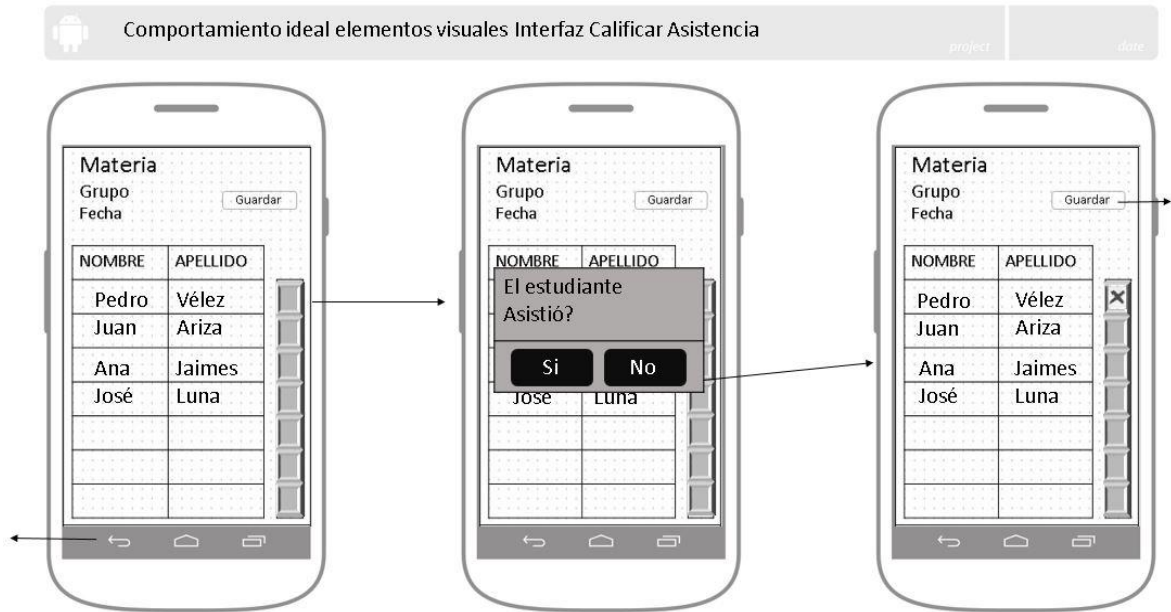 Comportamiento ideal elementos visuales Interfaz Calificar Asistencia
project
date
Materia
Grupo
Fecha
Guardar
NOMBRE APELLIDO
Pedro Vélez
Juan Ariza
Ana Jaimes
José Luna
Materia
Grupo
Fecha
Guardar
NOMBRE APELLIDO
El estudiante
Asistió?
Si No
José Luna
Materia
Grupo
Fecha
Guardar
NOMBRE APELLIDO
Pedro Vélez
Juan Ariza
Ana Jaimes
José Luna